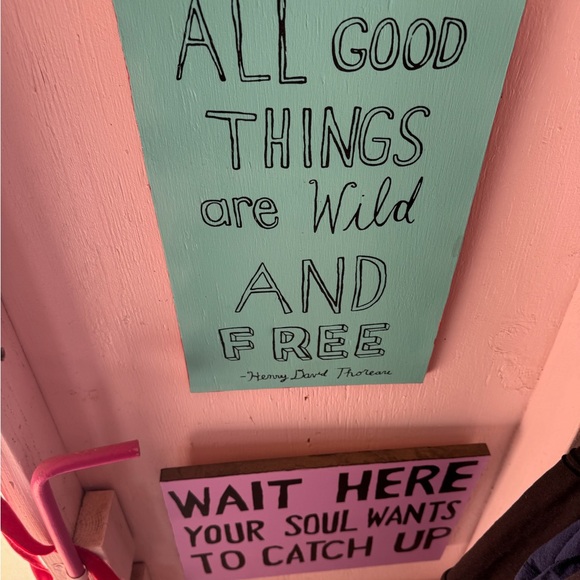 ALL GOOD
THINGS
are Wild
AND
FREE
-Henry David Thoreau
WAIT HERE
YOUR SOUL WANTS
TO CATCH UP